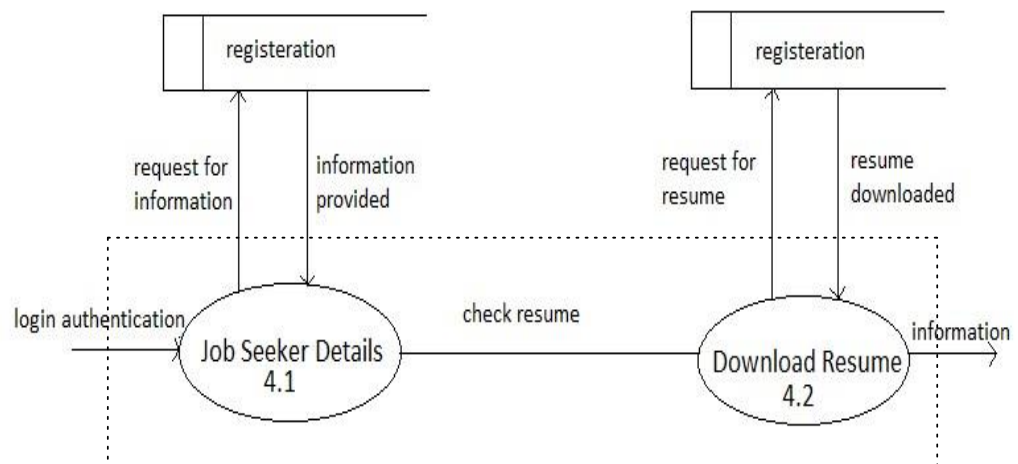 registeration
registeration
request for
information
information
provided
request for
resume
resume
downloaded
login authentication
check resume
information
Job Seeker Details
4.1
Download Resume
4.2